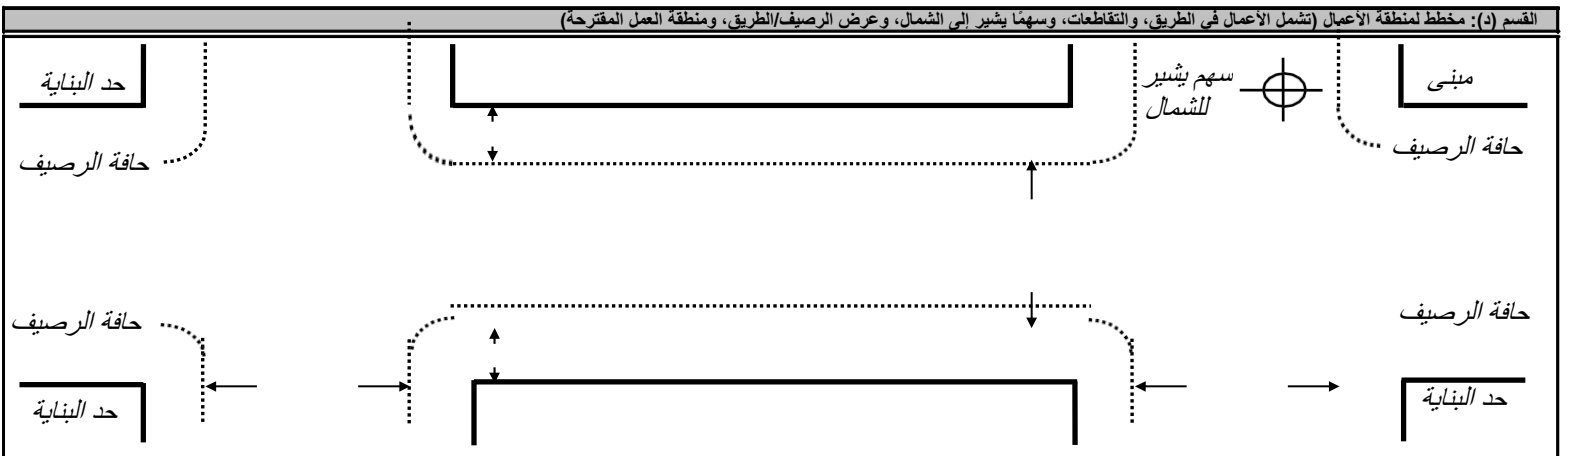 القسم (د): مخطط لمنطقة الأعمال (تشمل الأعمال في الطريق، والتقاطعات، وسهمًا يشير إلى الشمال، وعرض الرصيف/الطريق، ومنطقة العمل المقترحة)
مبنى
سهم يشير
للشمال
حد البناية
حافة الرصيف
حافة الرصيف
حافة الرصيف
حافة الرصيف
حد البناية
حد البناية